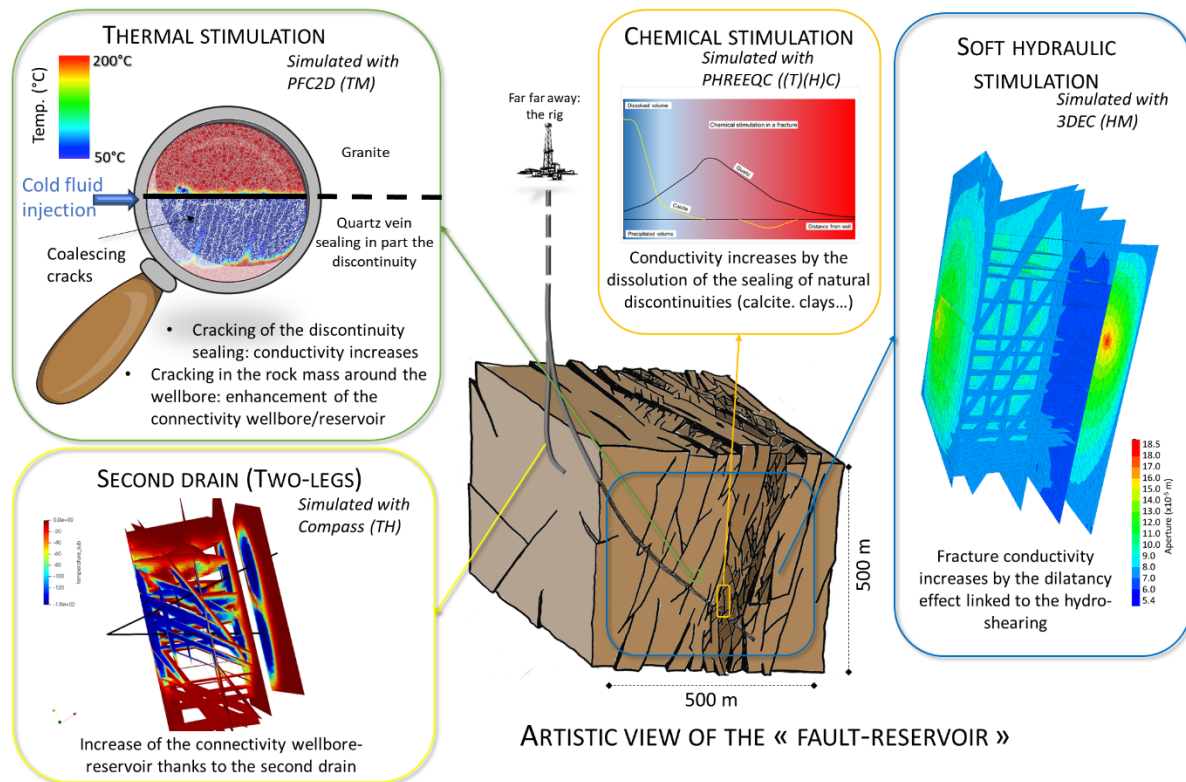 THERMAL STIMULATION
Simulated with
PFC2D (TM)
200°C
Temp. (°C)
50°C
Granite
Cold fluid
injection
Quartz vein
sealing in part the
discontinuity
Coalescing
cracks
• Cracking of the discontinuity
sealing: conductivity increases
• Cracking in the rock mass around the
wellbore: enhancement of the
connectivity wellbore/reservoir
Far far away:
the rig
CHEMICAL STIMULATION
Simulated with
PHREEQC ((T)(H)C)
Dissolved volume
Chemical stimulation in a fracture
Quartz
Calcite
Distance from well
Precipitated volume
Conductivity increases by the
dissolution of the sealing of natural
discontinuities (calcite. clays...)
SOFT HYDRAULIC
STIMULATION
Simulated with
3DEC (HM)
18.5
18.0
17.0
16.0
15.0
14.0
13.0
12.0
11.0
10.0
9.0
8.0
7.0
6.0
5.4
Aperture (x10⁻⁵ m)
Fracture conductivity
increases by the dilatancy
effect linked to the hydro-
shearing
SECOND DRAIN (TWO-LEGS)
Simulated with
Compass (TH)
-20
-40
-60
-80
-100
-120
temperature_sub
Increase of the connectivity wellbore-
reservoir thanks to the second drain
500 m
500 m
ARTISTIC VIEW OF THE « FAULT-RESERVOIR »